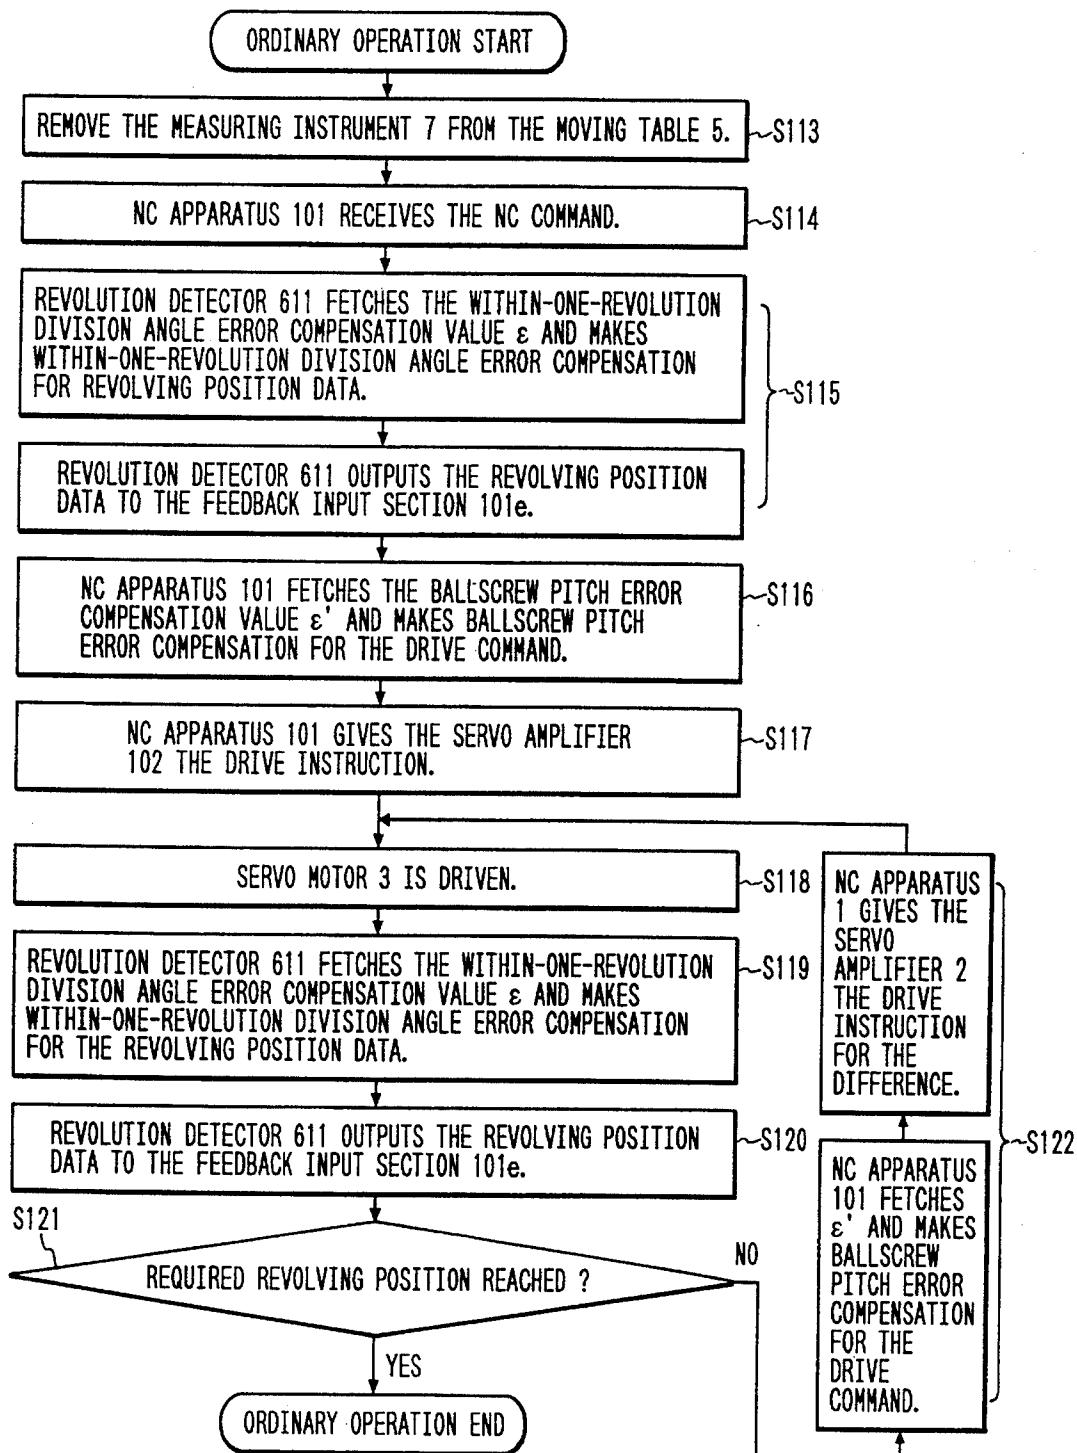 ORDINARY OPERATION START
REMOVE THE MEASURING INSTRUMENT 7 FROM THE MOVING TABLE 5.
S113
NC APPARATUS 101 RECEIVES THE NC COMMAND.
S114
REVOLUTION DETECTOR 611 FETCHES THE WITHIN-ONE-REVOLUTION
DIVISION ANGLE ERROR COMPENSATION VALUE ε AND MAKES
WITHIN-ONE-REVOLUTION DIVISION ANGLE ERROR COMPENSATION
FOR REVOLVING POSITION DATA.
S115
REVOLUTION DETECTOR 611 OUTPUTS THE REVOLVING POSITION
DATA TO THE FEEDBACK INPUT SECTION 101e.
NC APPARATUS 101 FETCHES THE BALLSCREW PITCH ERROR
COMPENSATION VALUE ε' AND MAKES BALLSCREW PITCH
ERROR COMPENSATION FOR THE DRIVE COMMAND.
S116
NC APPARATUS 101 GIVES THE SERVO AMPLIFIER
102 THE DRIVE INSTRUCTION.
S117
SERVO MOTOR 3 IS DRIVEN.
S118
REVOLUTION DETECTOR 611 FETCHES THE WITHIN-ONE-REVOLUTION
DIVISION ANGLE ERROR COMPENSATION VALUE ε AND MAKES
WITHIN-ONE-REVOLUTION DIVISION ANGLE ERROR COMPENSATION
FOR THE REVOLVING POSITION DATA.
S119
REVOLUTION DETECTOR 611 OUTPUTS THE REVOLVING POSITION
DATA TO THE FEEDBACK INPUT SECTION 101e.
S120
S121
REQUIRED REVOLVING POSITION REACHED ?
NO
YES
ORDINARY OPERATION END
NC APPARATUS
1 GIVES THE
SERVO
AMPLIFIER 2
THE DRIVE
INSTRUCTION
FOR THE
DIFFERENCE.
S122
NC APPARATUS
101 FETCHES
ε' AND MAKES
BALLSCREW
PITCH ERROR
COMPENSATION
FOR THE
DRIVE
COMMAND.